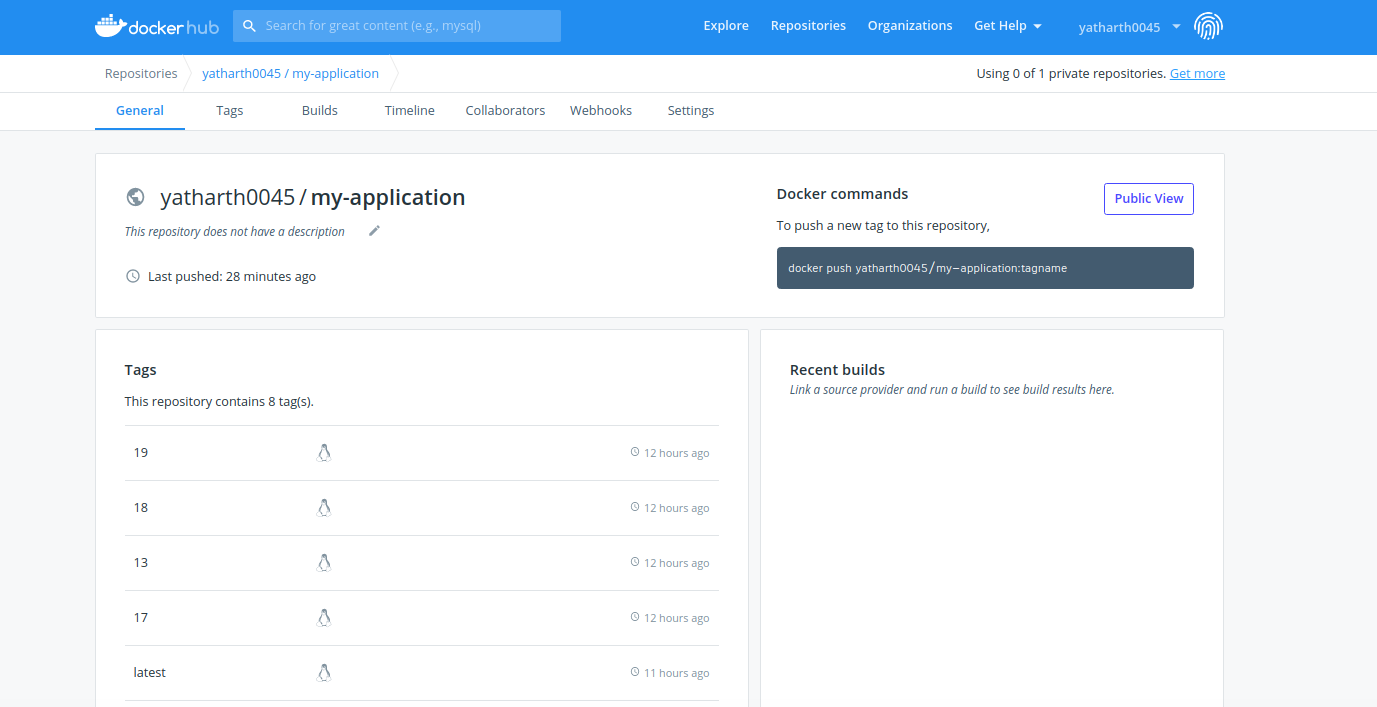 docker hub
Search for great content (e.g., mysql)
Explore
Repositories
Organizations
Get Help
yatharth0045
Repositories
yatharth0045 / my-application
Using 0 of 1 private repositories. Get more
General
Tags
Builds
Timeline
Collaborators
Webhooks
Settings
yatharth0045 / my-application
This repository does not have a description
Last pushed: 28 minutes ago
Docker commands
Public View
To push a new tag to this repository,
docker push yatharth0045/my-application:tagname
Tags
This repository contains 8 tag(s).
19
12 hours ago
18
12 hours ago
13
12 hours ago
17
12 hours ago
latest
11 hours ago
Recent builds
Link a source provider and run a build to see build results here.